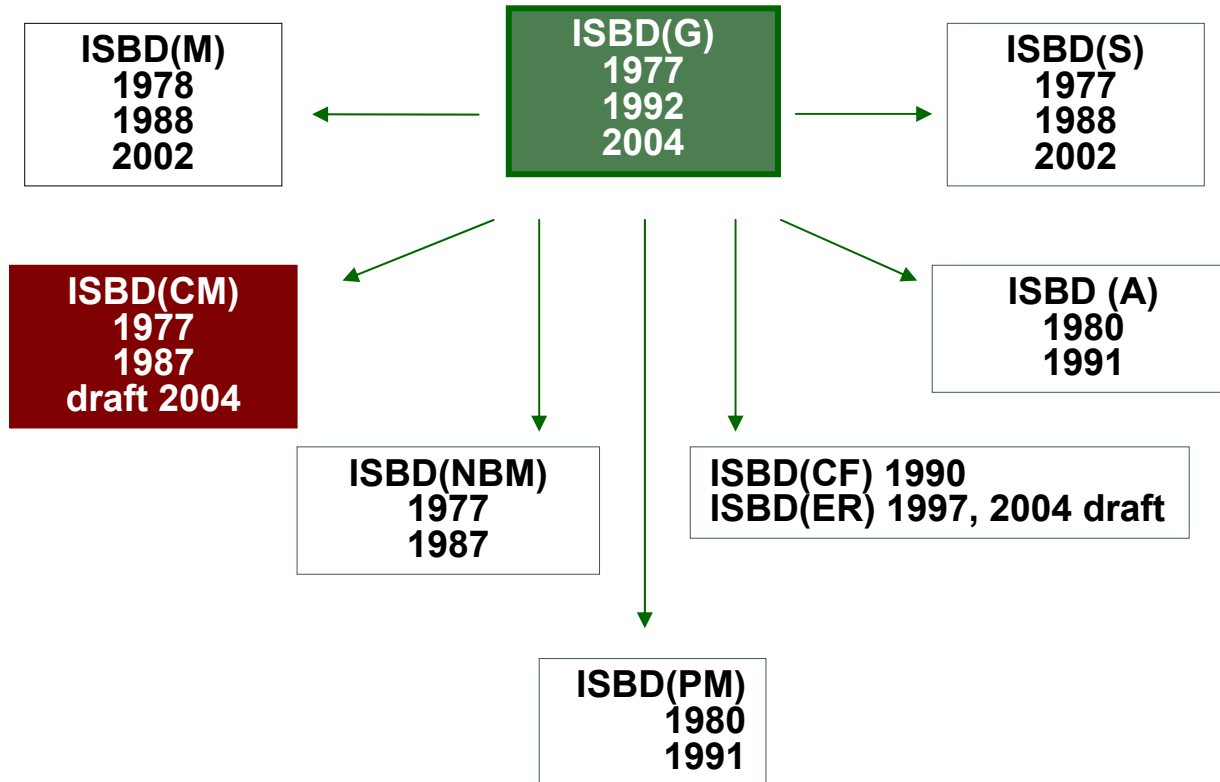 ISBD(M)
1978
1988
2002
ISBD(G)
1977
1992
2004
ISBD(S)
1977
1988
2002
ISBD(CM)
1977
1987
draft 2004
ISBD (A)
1980
1991
ISBD(NBM)
1977
1987
ISBD(CF) 1990
ISBD(ER) 1997, 2004 draft
ISBD(PM)
1980
1991